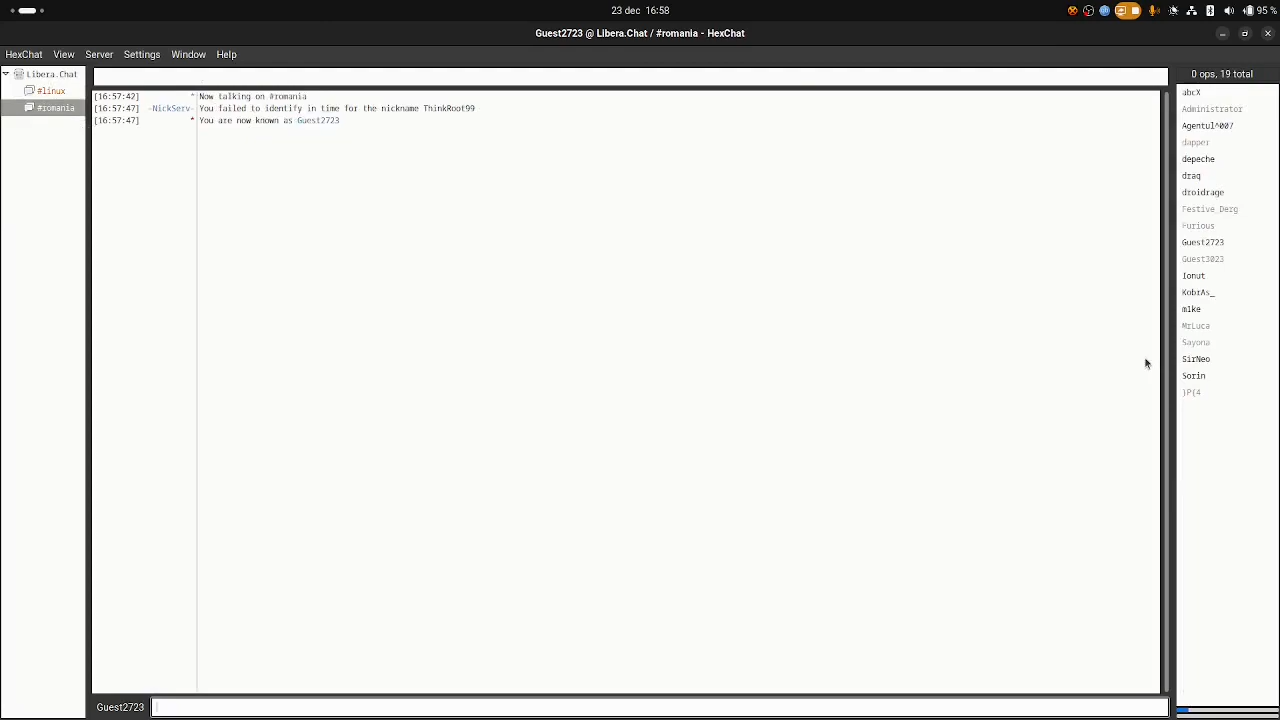 23 dec 16:58
95 %
Guest2723 @ Libera.Chat / #romania - HexChat
HexChat View Server Settings Window Help
Libera.Chat
#linux
#romania
0 ops, 19 total
[16:57:42] * Now talking on #romania
[16:57:42] -NickServ- You failed to identify in time for the nickname ThinkRoot99
[16:57:47] * You are now known as Guest2723
abcX
Administrator
Agentul^007
dapper
depeche
draq
droidrage
Festive_Derg
Furious
Guest2723
Guest3023
Ionut
KobrAs_
m1ke
MrLuca
Sayona
SirNeo
Sorin
}P{4
Guest2723